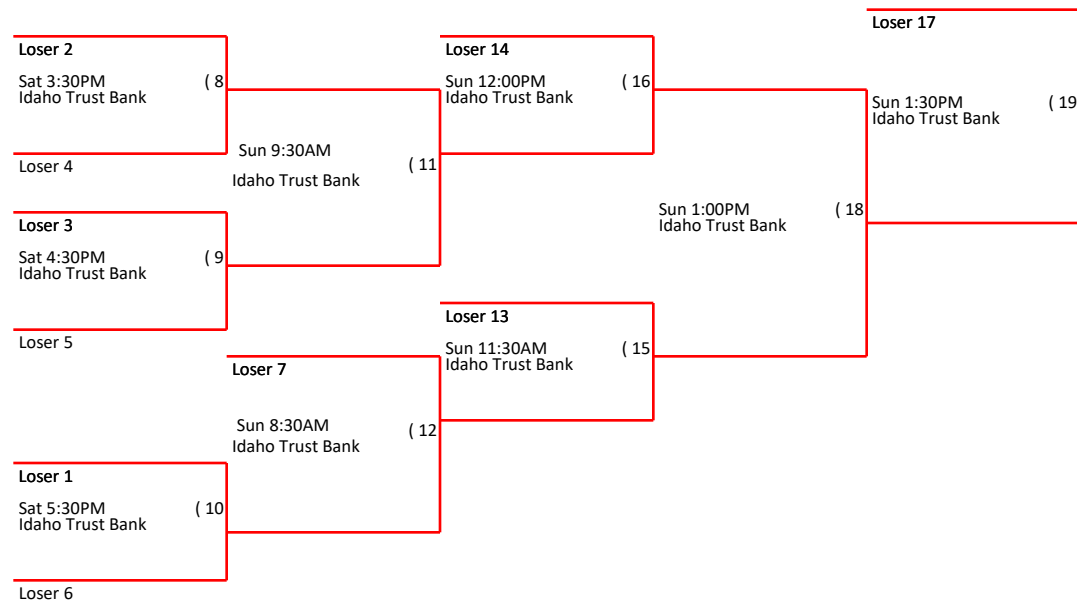 Loser 17
Loser 2
Loser 14
Sat 3:30PM
( 8
Idaho Trust Bank
Sun 12:00PM
( 16
Idaho Trust Bank
Sun 1:30PM
( 19
Idaho Trust Bank
Sun 9:30AM
( 11
Idaho Trust Bank
Loser 4
Loser 3
Sun 1:00PM
( 18
Idaho Trust Bank
Sat 4:30PM
( 9
Idaho Trust Bank
Loser 13
Loser 5
Sun 11:30AM
( 15
Idaho Trust Bank
Loser 7
Sun 8:30AM
( 12
Idaho Trust Bank
Loser 1
Sat 5:30PM
( 10
Idaho Trust Bank
Loser 6